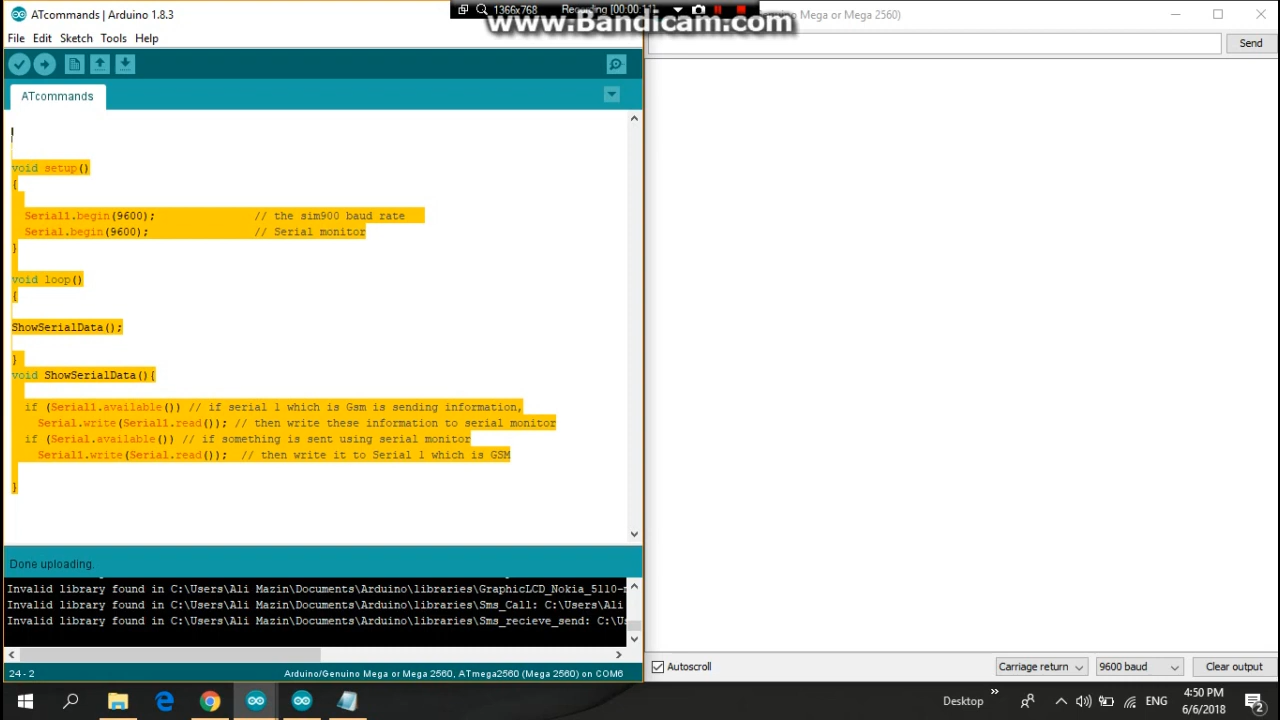 ATcommands | Arduino 1.8.3
1366x768
Recording [00:00:11]
www.Bandicam.com
Mega or Mega 2560)
File Edit Sketch Tools Help
Send
ATcommands
void setup()
{
Serial1.begin(9600); // the sim900 baud rate
Serial.begin(9600); // Serial monitor
}
void loop()
{
ShowSerialData();
}
void ShowSerialData(){
if (Serial1.available()) // if serial 1 which is Gsm is sending information,
Serial.write(Serial1.read()); // then write these information to serial monitor
if (Serial.available()) // if something is sent using serial monitor
Serial1.write(Serial.read()); // then write it to Serial 1 which is GSM
}
Done uploading.
Invalid library found in C:\Users\Ali Mazin\Documents\Arduino\libraries\GraphicLCD_Nokia_5110-
Invalid library found in C:\Users\Ali Mazin\Documents\Arduino\libraries\Sms_Call: C:\Users\Ali
Invalid library found in C:\Users\Ali Mazin\Documents\Arduino\libraries\Sms_recieve_send: C:\Us
Autoscroll
Carriage return
9600 baud
Clear output
24 - 2
Arduino/Genuino Mega or Mega 2560, ATmega2560 (Mega 2560) on COM6
Desktop
ENG
4:50 PM
6/6/2018
2